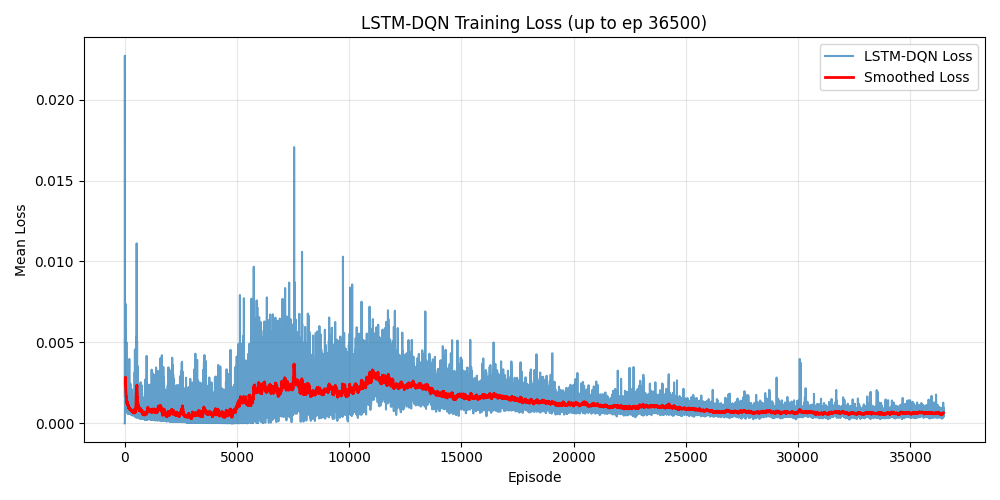 LSTM-DQN Training Loss (up to ep 36500)
LSTM-DQN Loss
Smoothed Loss
Mean Loss
0.020
0.015
0.010
0.005
0.000
0 5000 10000 15000 20000 25000 30000 35000
Episode